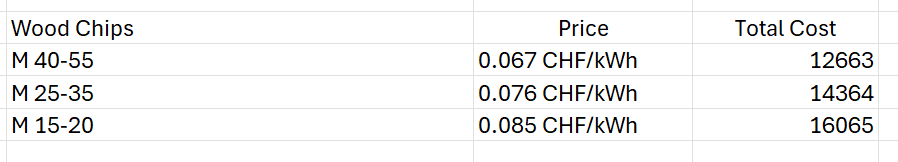 Wood Chips Price Total Cost
M 40-55 0.067 CHF/kWh 12663
M 25-35 0.076 CHF/kWh 14364
M 15-20 0.085 CHF/kWh 16065